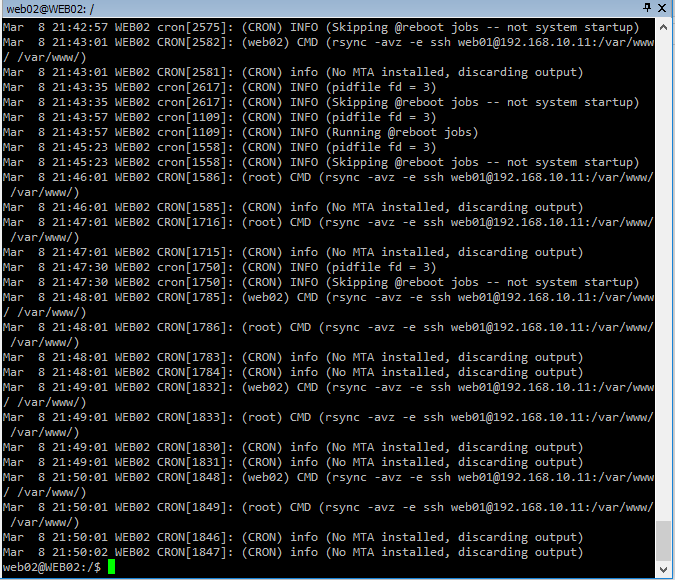 web02@WEB02: /
Mar  8 21:42:57 WEB02 cron[2575]: (CRON) INFO (Skipping @reboot jobs -- not system startup)
Mar  8 21:43:01 WEB02 CRON[2582]: (web02) CMD (rsync -avz -e ssh web01@192.168.10.11:/var/www
/ /var/www/)
Mar  8 21:43:01 WEB02 CRON[2581]: (CRON) info (No MTA installed, discarding output)
Mar  8 21:43:35 WEB02 cron[2617]: (CRON) INFO (pidfile fd = 3)
Mar  8 21:43:35 WEB02 cron[2617]: (CRON) INFO (Skipping @reboot jobs -- not system startup)
Mar  8 21:43:57 WEB02 cron[1109]: (CRON) INFO (pidfile fd = 3)
Mar  8 21:43:57 WEB02 cron[1109]: (CRON) INFO (Running @reboot jobs)
Mar  8 21:45:23 WEB02 cron[1558]: (CRON) INFO (pidfile fd = 3)
Mar  8 21:45:23 WEB02 cron[1558]: (CRON) INFO (Skipping @reboot jobs -- not system startup)
Mar  8 21:46:01 WEB02 CRON[1586]: (root) CMD (rsync -avz -e ssh web01@192.168.10.11:/var/www/
 /var/www/)
Mar  8 21:46:01 WEB02 CRON[1585]: (CRON) info (No MTA installed, discarding output)
Mar  8 21:47:01 WEB02 CRON[1716]: (root) CMD (rsync -avz -e ssh web01@192.168.10.11:/var/www/
 /var/www/)
Mar  8 21:47:01 WEB02 CRON[1715]: (CRON) info (No MTA installed, discarding output)
Mar  8 21:47:30 WEB02 cron[1750]: (CRON) INFO (pidfile fd = 3)
Mar  8 21:47:30 WEB02 cron[1750]: (CRON) INFO (Skipping @reboot jobs -- not system startup)
Mar  8 21:48:01 WEB02 CRON[1785]: (web02) CMD (rsync -avz -e ssh web01@192.168.10.11:/var/www
/ /var/www/)
Mar  8 21:48:01 WEB02 CRON[1786]: (root) CMD (rsync -avz -e ssh web01@192.168.10.11:/var/www/
 /var/www/)
Mar  8 21:48:01 WEB02 CRON[1783]: (CRON) info (No MTA installed, discarding output)
Mar  8 21:48:01 WEB02 CRON[1784]: (CRON) info (No MTA installed, discarding output)
Mar  8 21:49:01 WEB02 CRON[1832]: (web02) CMD (rsync -avz -e ssh web01@192.168.10.11:/var/www
/ /var/www/)
Mar  8 21:49:01 WEB02 CRON[1833]: (root) CMD (rsync -avz -e ssh web01@192.168.10.11:/var/www/
 /var/www/)
Mar  8 21:49:01 WEB02 CRON[1830]: (CRON) info (No MTA installed, discarding output)
Mar  8 21:49:01 WEB02 CRON[1831]: (CRON) info (No MTA installed, discarding output)
Mar  8 21:50:01 WEB02 CRON[1848]: (web02) CMD (rsync -avz -e ssh web01@192.168.10.11:/var/www
/ /var/www/)
Mar  8 21:50:01 WEB02 CRON[1849]: (root) CMD (rsync -avz -e ssh web01@192.168.10.11:/var/www/
 /var/www/)
Mar  8 21:50:01 WEB02 CRON[1846]: (CRON) info (No MTA installed, discarding output)
Mar  8 21:50:02 WEB02 CRON[1847]: (CRON) info (No MTA installed, discarding output)
web02@WEB02:/$